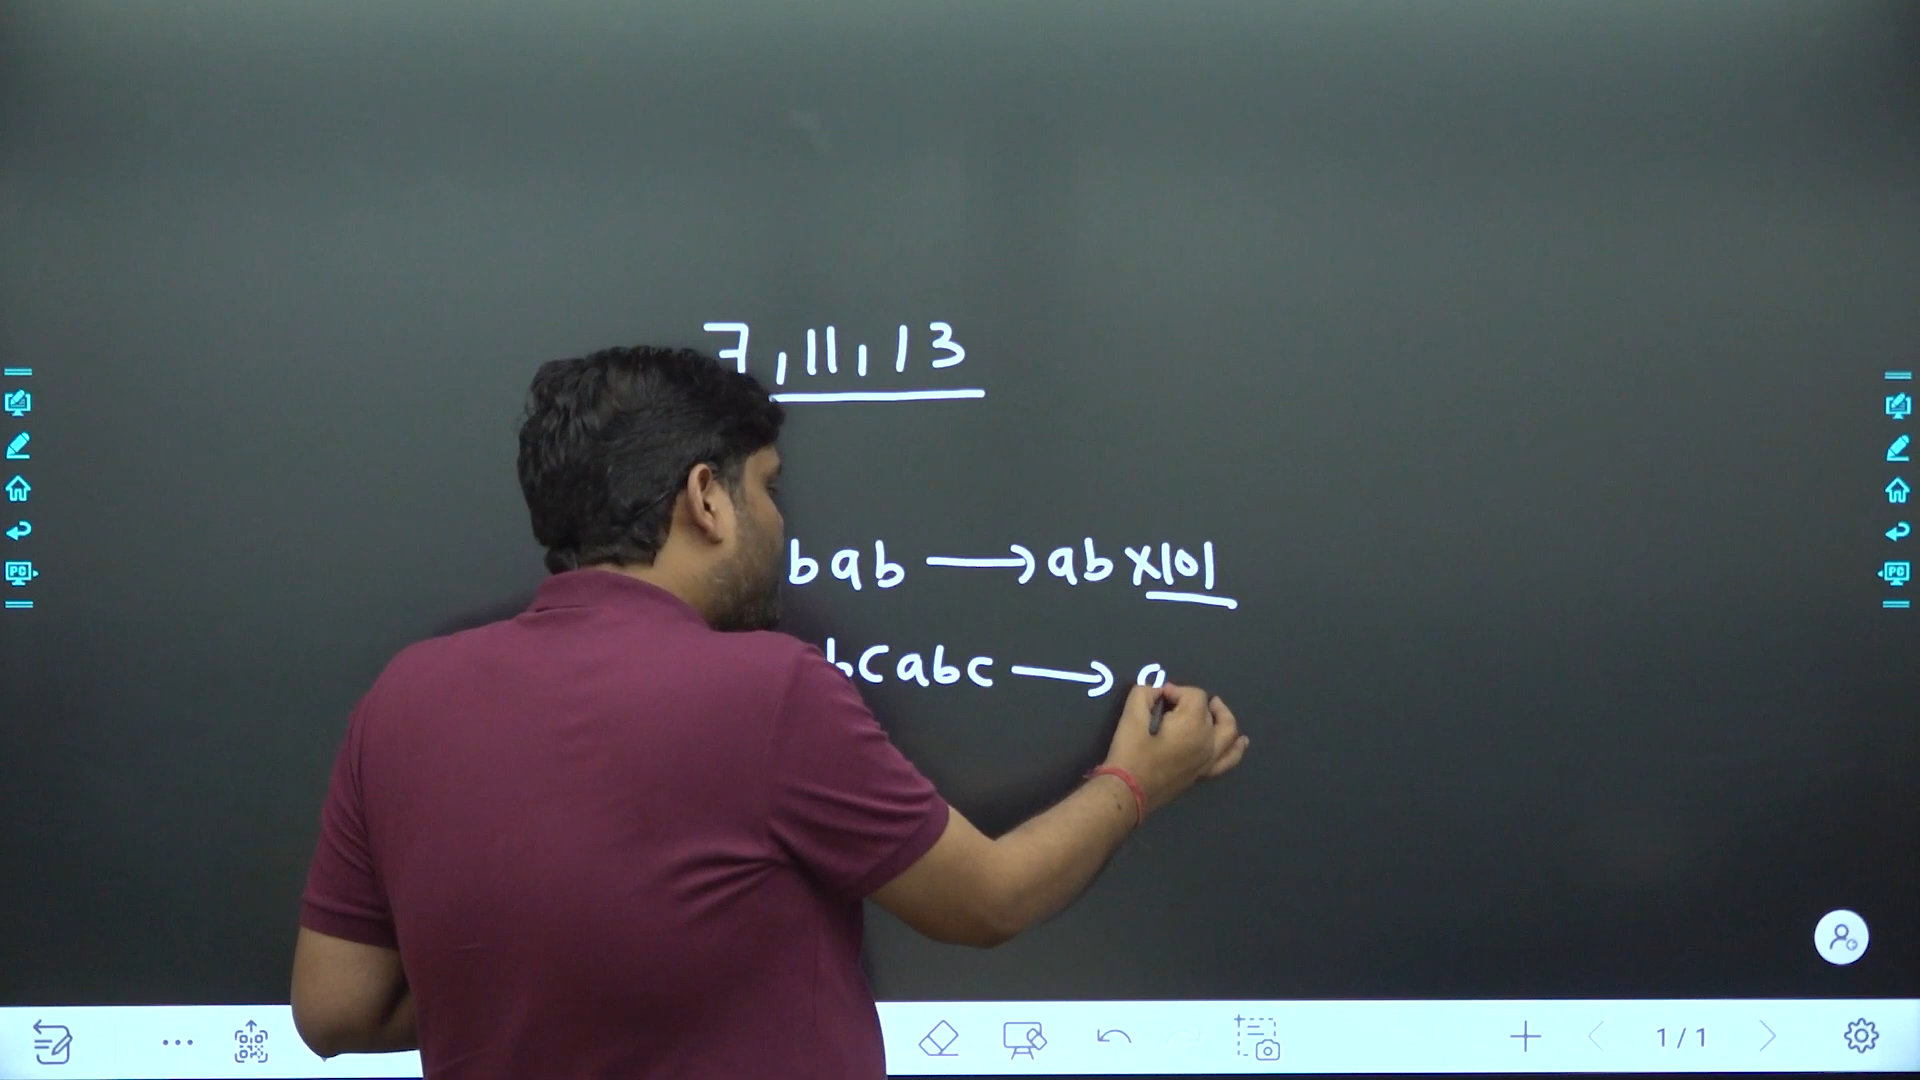 7, 11, 13
bab → ab x101
bcabc → a
1/1